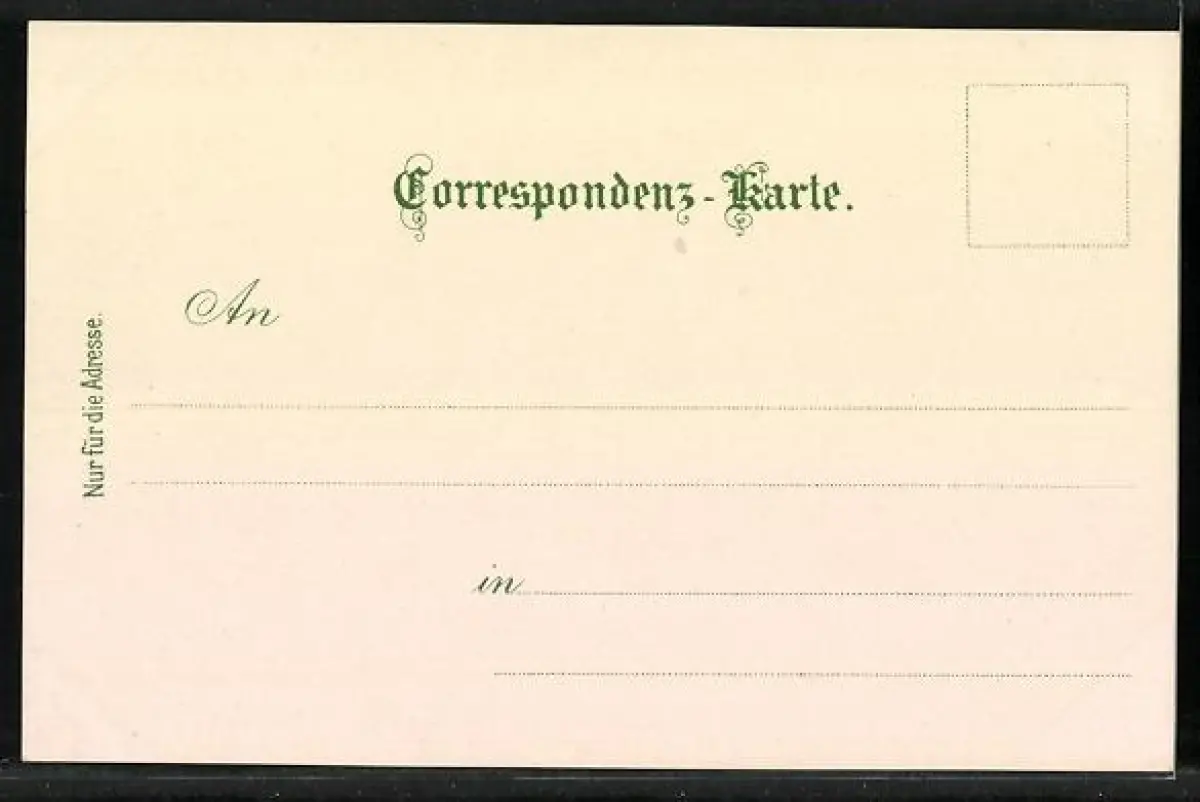 Correspondenz-Karte.
An
Nur für die Adresse.
in